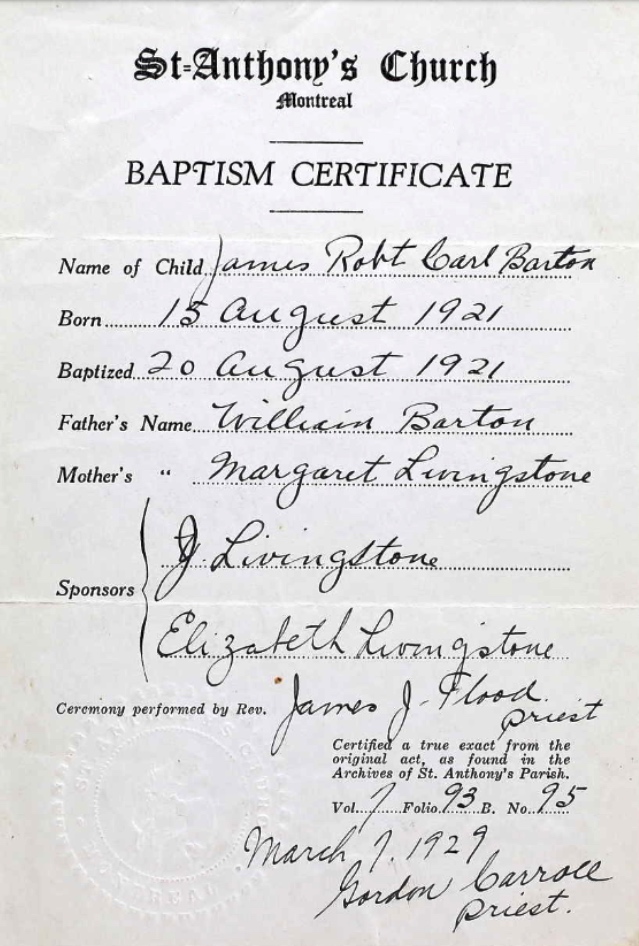 St=Anthony's Church
Montreal
BAPTISM CERTIFICATE
Name of Child James Robt Carl Barton
Born 15 August 1921
Baptized 20 August 1921
Father's Name William Barton
Mother's " Margaret Livingstone
Sponsors
J. Livingstone
Elizabeth Livingstone
Ceremony performed by Rev. James J. Flood
priest
Certified a true exact from the
original act, as found in the
Archives of St. Anthony's Parish.
Vol. 7 Folio. 93 B. No. 95
March 7. 1929
Gordon Carroll
priest.
MONTREAL